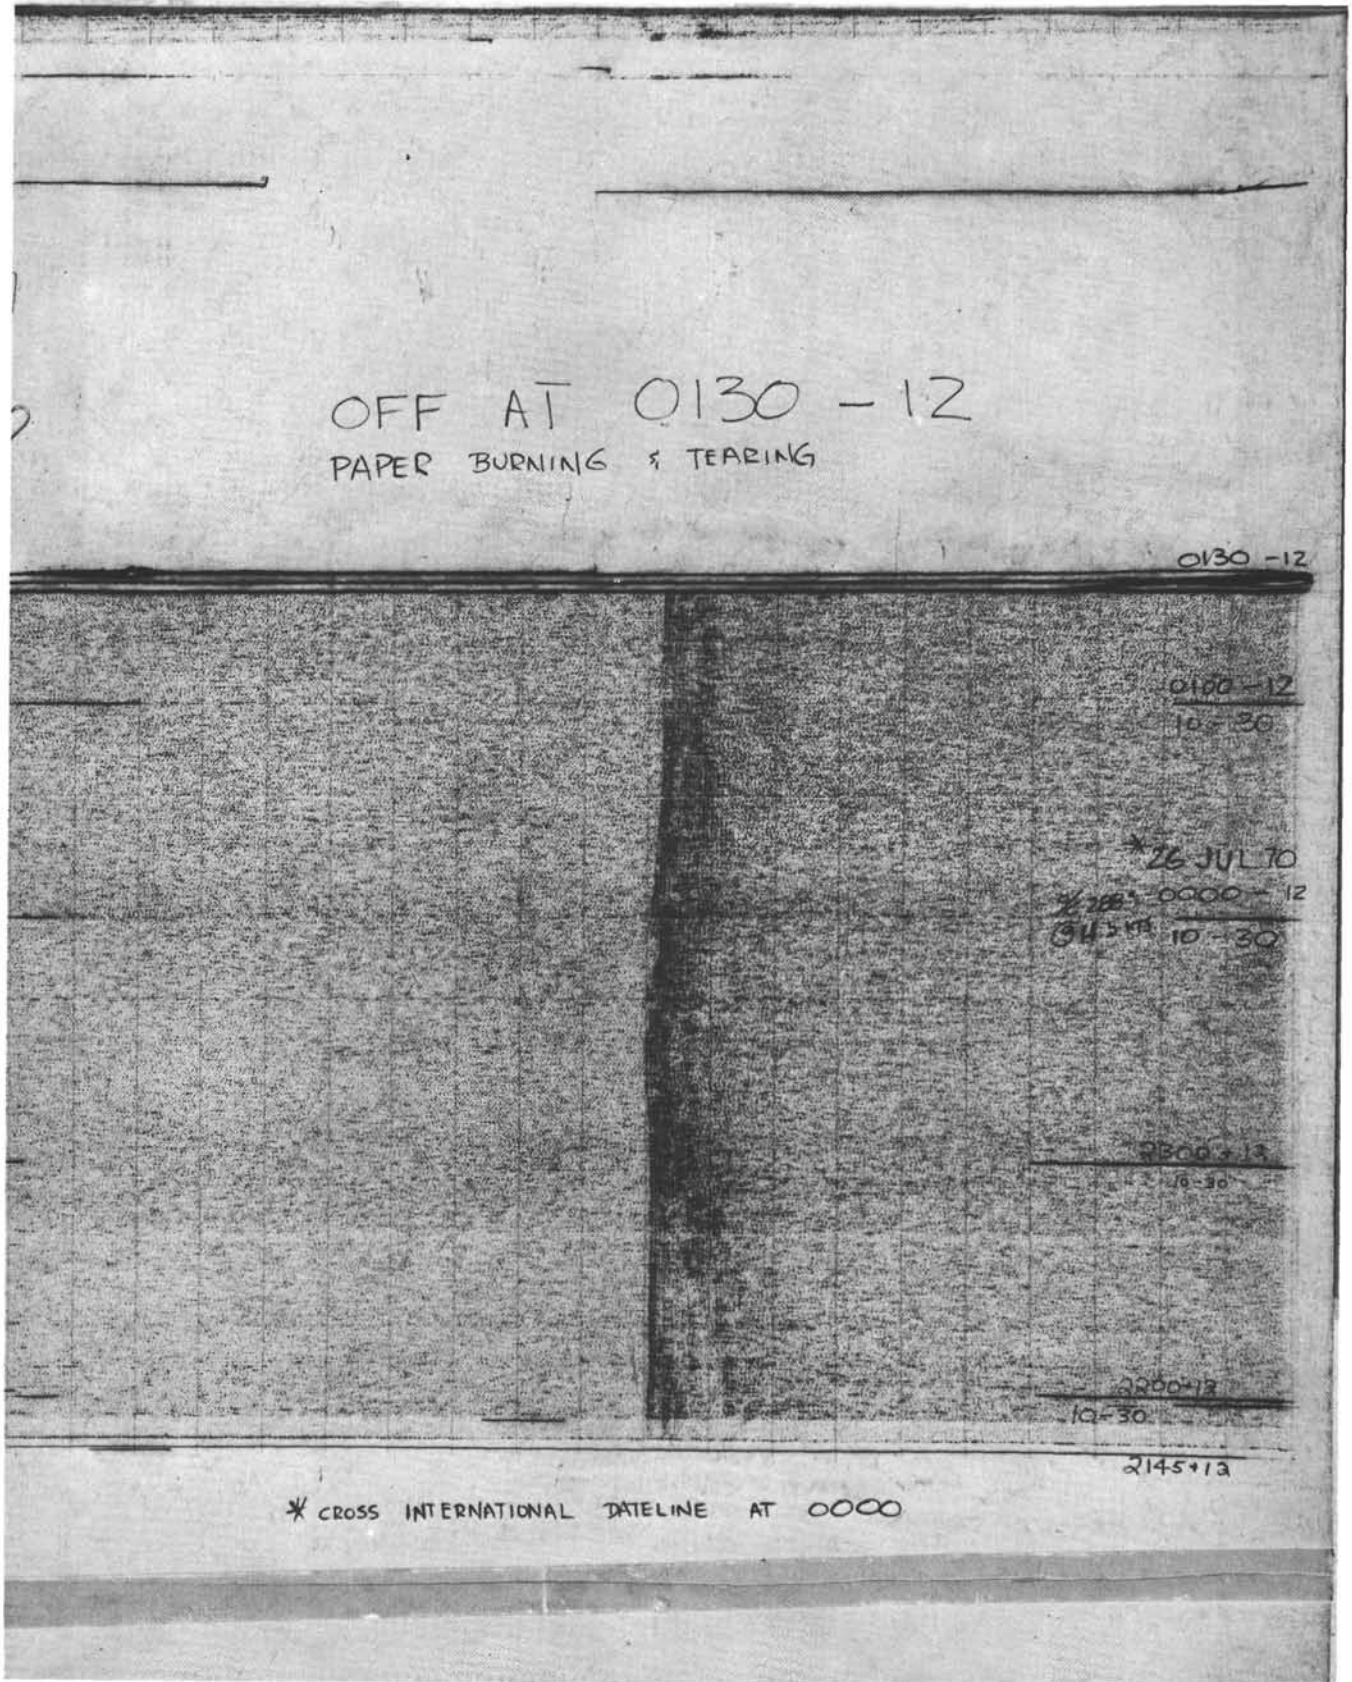 OFF AT 0130 - 12
PAPER BURNING & TEARING
0130 - 12
0100 - 12
10 - 30
* 26 JUL 70
0000 - 12
10 - 30
2300 + 12
10-30
2200+12
10-30
2145+12
* CROSS INTERNATIONAL DATELINE AT 0000